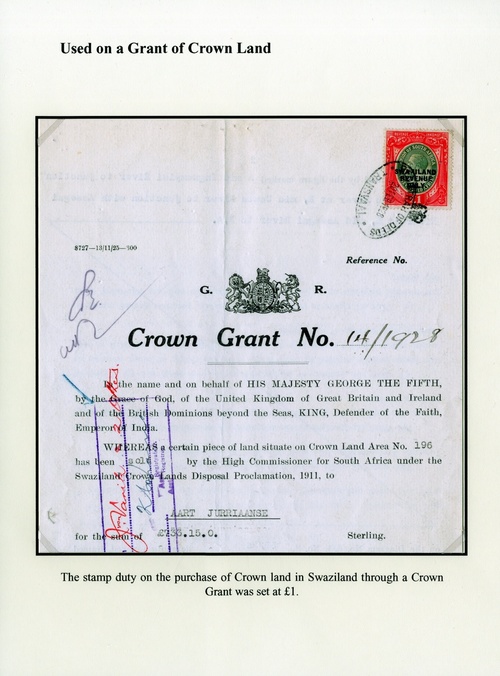 Used on a Grant of Crown Land
SWAZILAND
REVENUE
8727—13/11/25—300
Reference No.
G. R.
Crown Grant No. 14/1928
In the name and on behalf of HIS MAJESTY GEORGE THE FIFTH,
by the Grace of God, of the United Kingdom of Great Britain and Ireland
and of the British Dominions beyond the Seas, KING, Defender of the Faith,
Emperor of India.
WHEREAS a certain piece of land situate on Crown Land Area No. 196
has been sold by the High Commissioner for South Africa under the
Swaziland Crown Lands Disposal Proclamation, 1911, to
AART JURRIAANSE
for the sum of £733.15.0. Sterling.
The stamp duty on the purchase of Crown land in Swaziland through a Crown
Grant was set at £1.